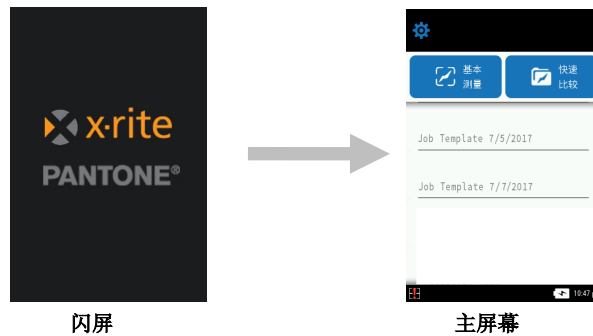 x·rite
PANTONE®
基本
测量
快速
比较
Job Template 7/5/2017
Job Template 7/7/2017
10:47
闪屏
主屏幕